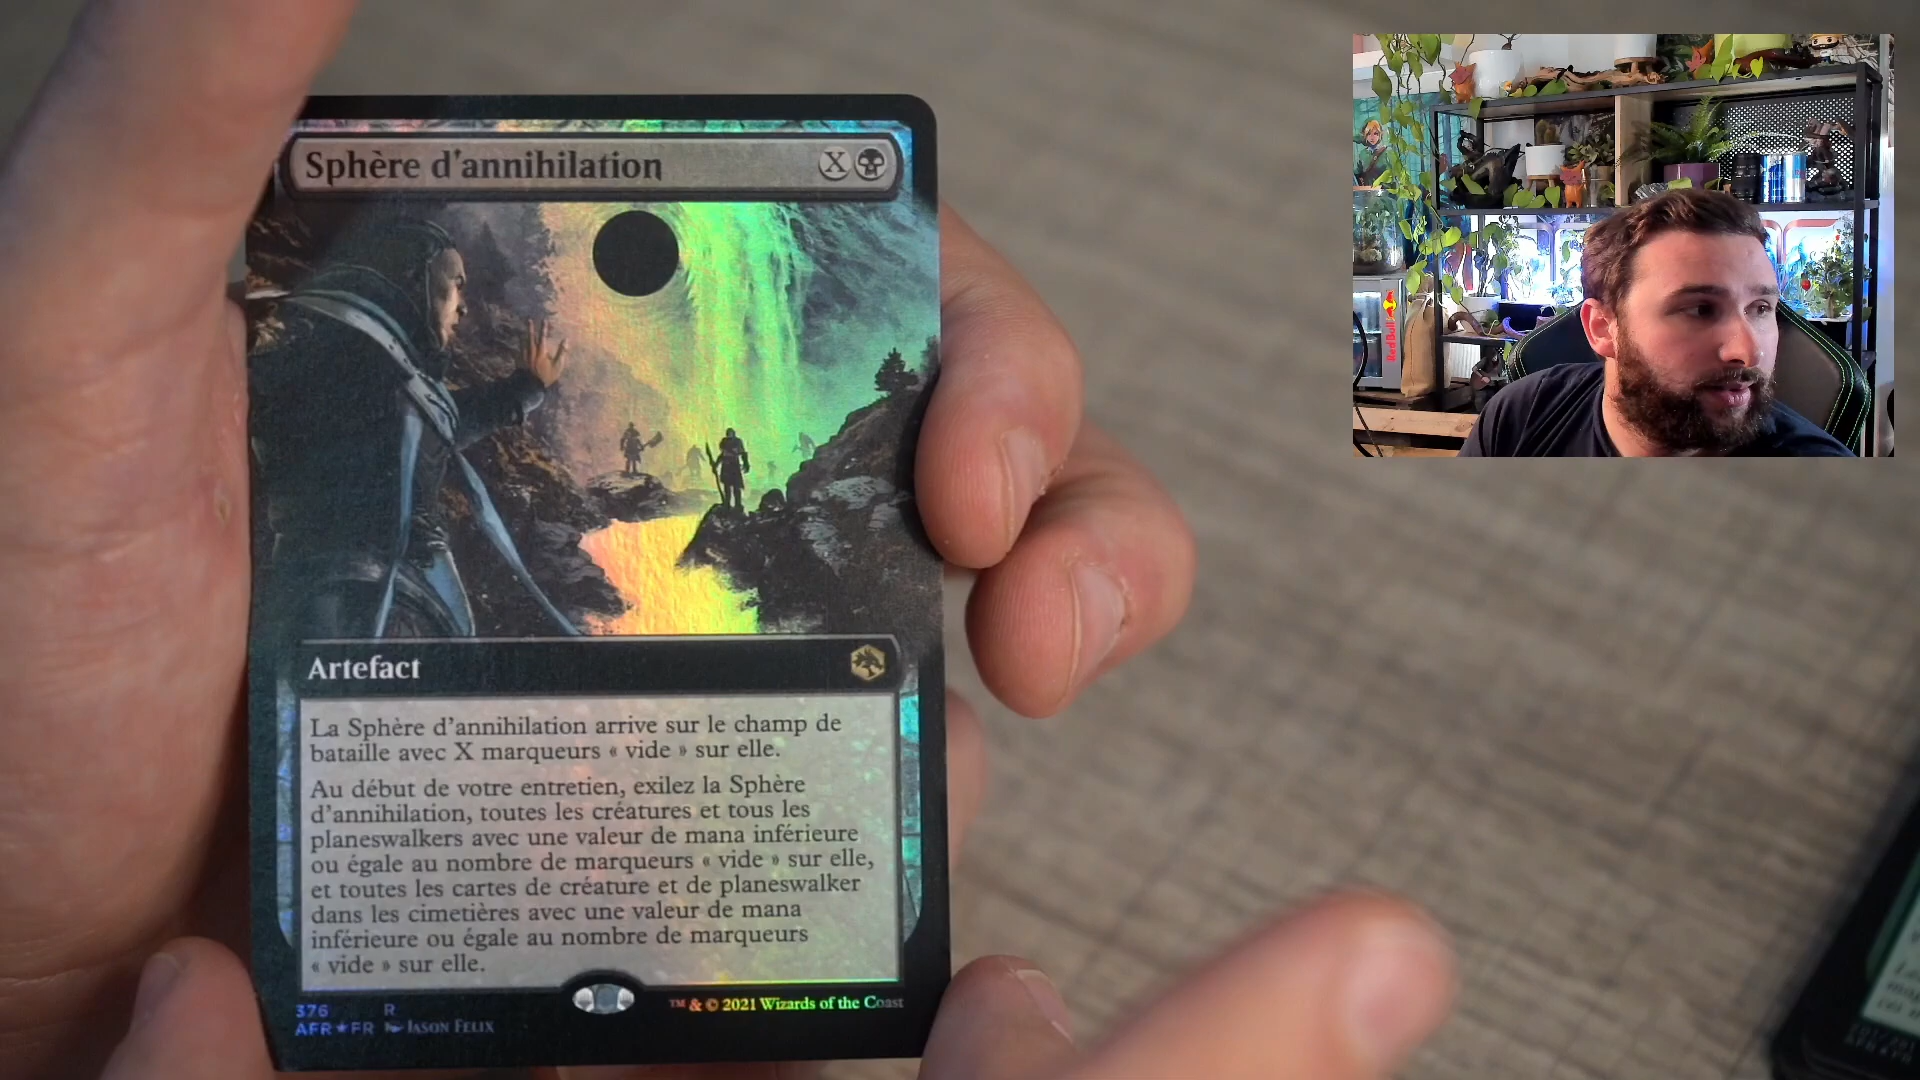 Sphère d'annihilation X
Artefact
La Sphère d'annihilation arrive sur le champ de
bataille avec X marqueurs « vide » sur elle.
Au début de votre entretien, exilez la Sphère
d'annihilation, toutes les créatures et tous les
planeswalkers avec une valeur de mana inférieure
ou égale au nombre de marqueurs « vide » sur elle,
et toutes les cartes de créature et de planeswalker
dans les cimetières avec une valeur de mana
inférieure ou égale au nombre de marqueurs
« vide » sur elle.
376 R
AFR★FR JASON FELIX
™ & © 2021 Wizards of the Coast
RedBull